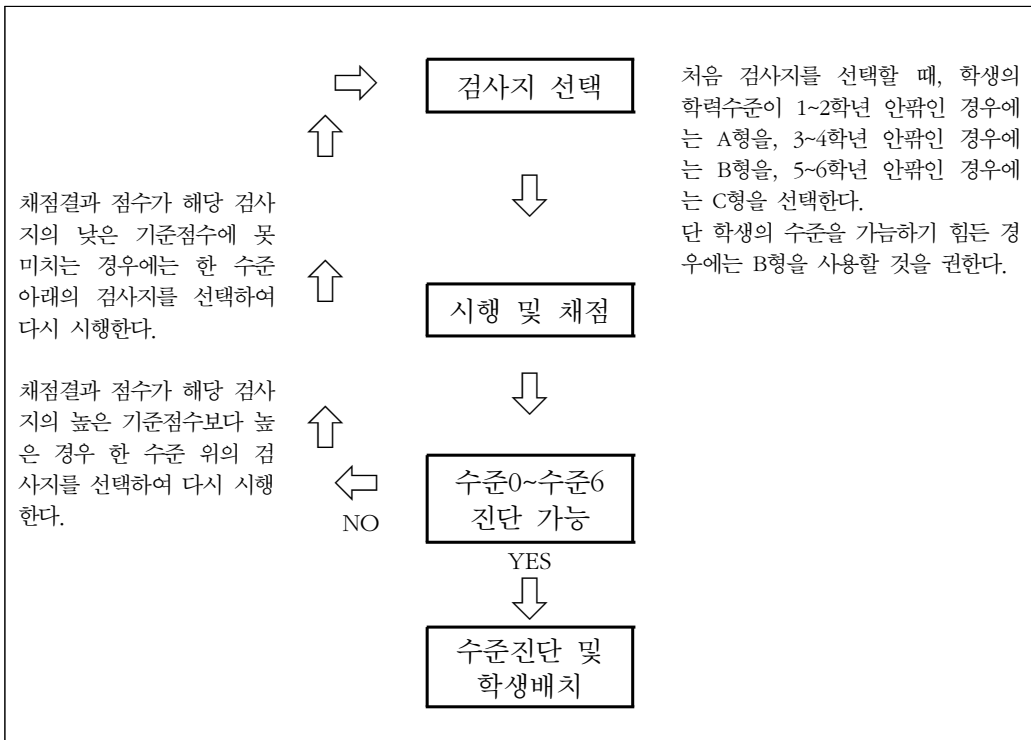 검사지 선택
처음 검사지를 선택할 때, 학생의
학력수준이 1~2학년 안팎인 경우에
는 A형을, 3~4학년 안팎인 경우에
는 B형을, 5~6학년 안팎인 경우에
는 C형을 선택한다.
단 학생의 수준을 가늠하기 힘든 경
우에는 B형을 사용할 것을 권한다.
채점결과 점수가 해당 검사
지의 낮은 기준점수에 못
미치는 경우에는 한 수준
아래의 검사지를 선택하여
다시 시행한다.
시행 및 채점
채점결과 점수가 해당 검사
지의 높은 기준점수보다 높
은 경우 한 수준 위의 검
사지를 선택하여 다시 시행
한다.
수준0~수준6
진단 가능
NO
YES
수준진단 및
학생배치